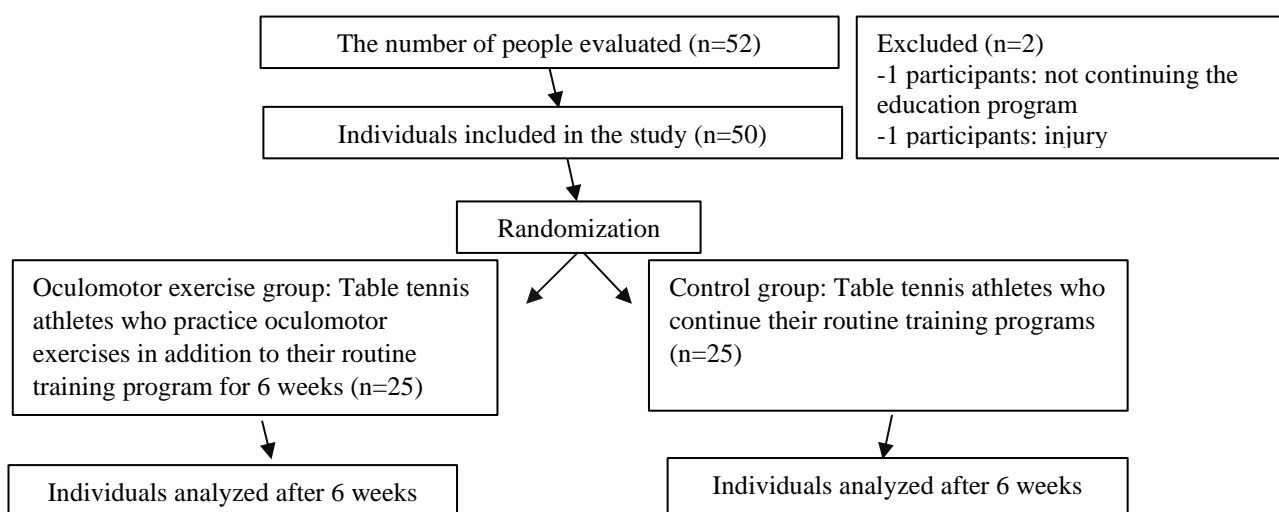 The number of people evaluated (n=52)
Excluded (n=2)
-1 participants: not continuing the
education program
-1 participants: injury
Individuals included in the study (n=50)
Randomization
Oculomotor exercise group: Table tennis
athletes who practice oculomotor
exercises in addition to their routine
training program for 6 weeks (n=25)
Control group: Table tennis athletes who
continue their routine training programs
(n=25)
Individuals analyzed after 6 weeks
Individuals analyzed after 6 weeks